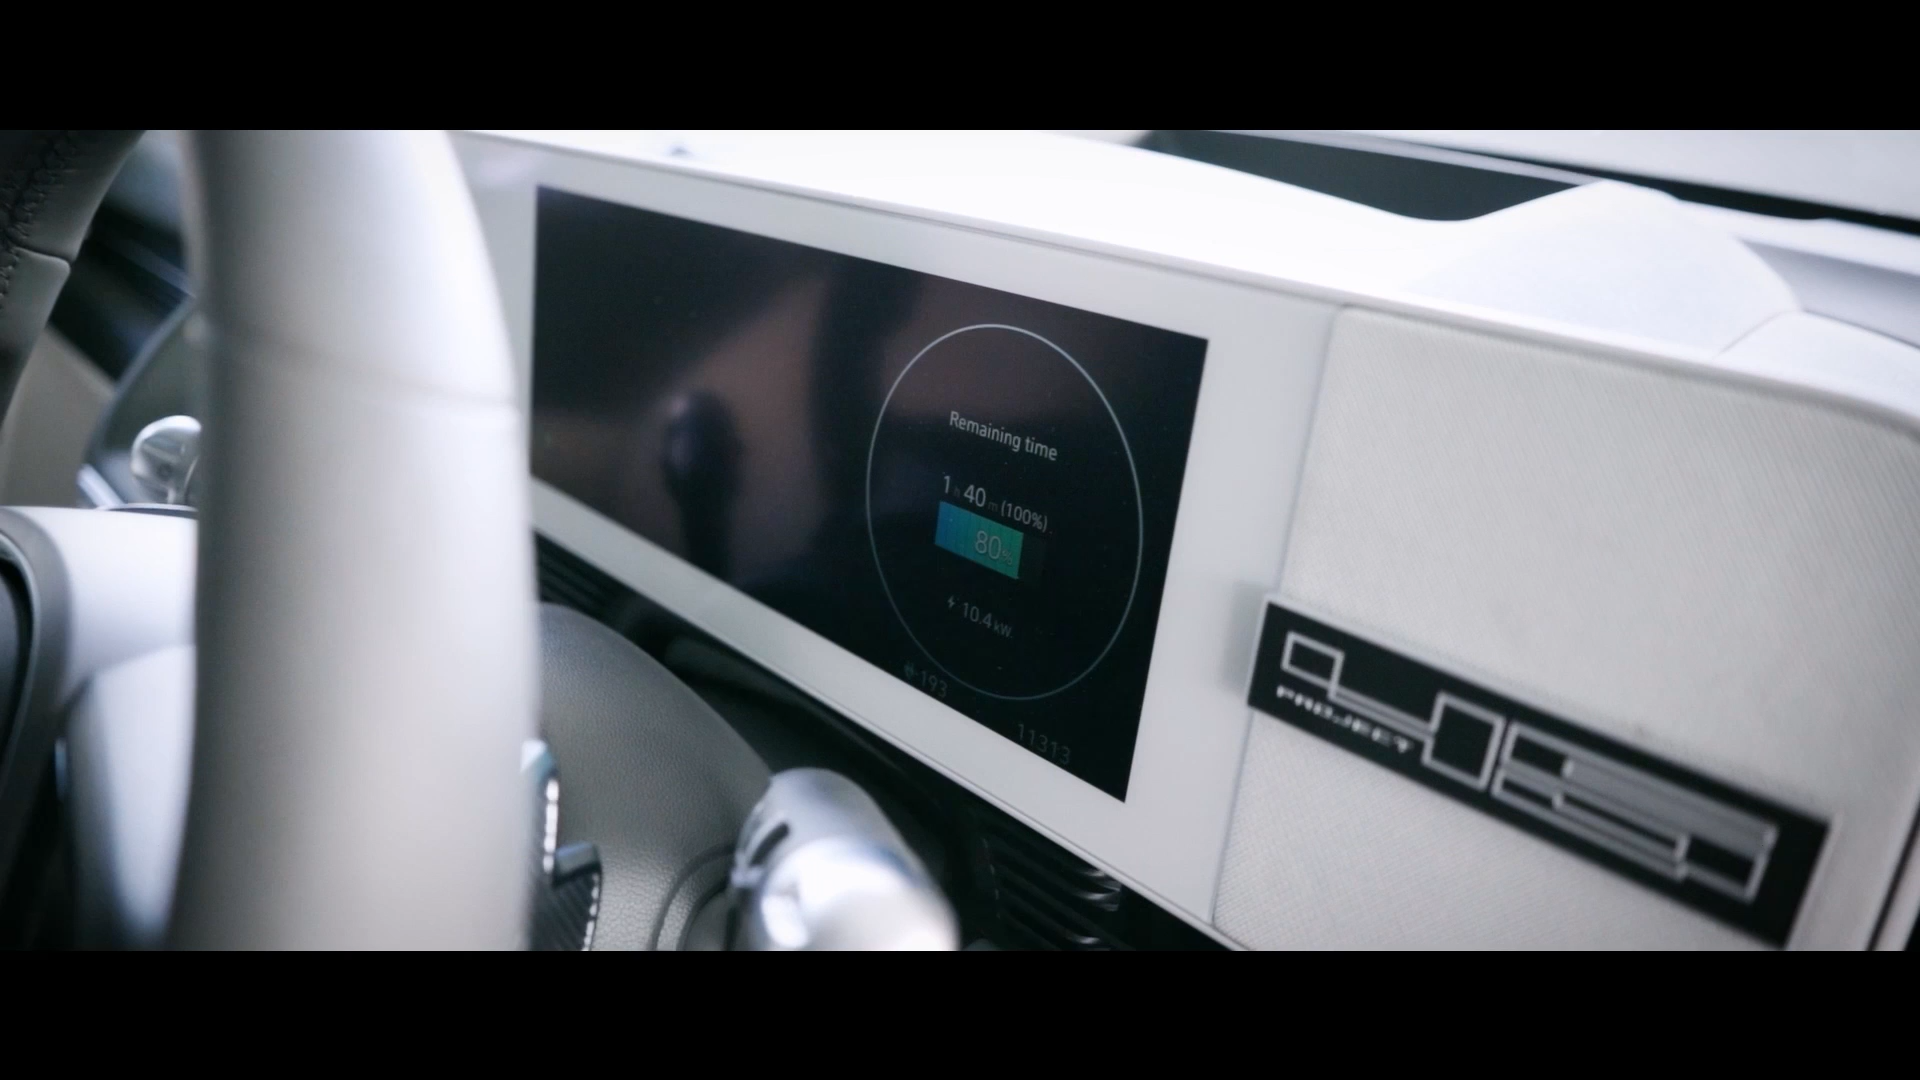 Remaining time
1 h 40 m (100%)
80%
10.4 kW
193
11313
PROJECT